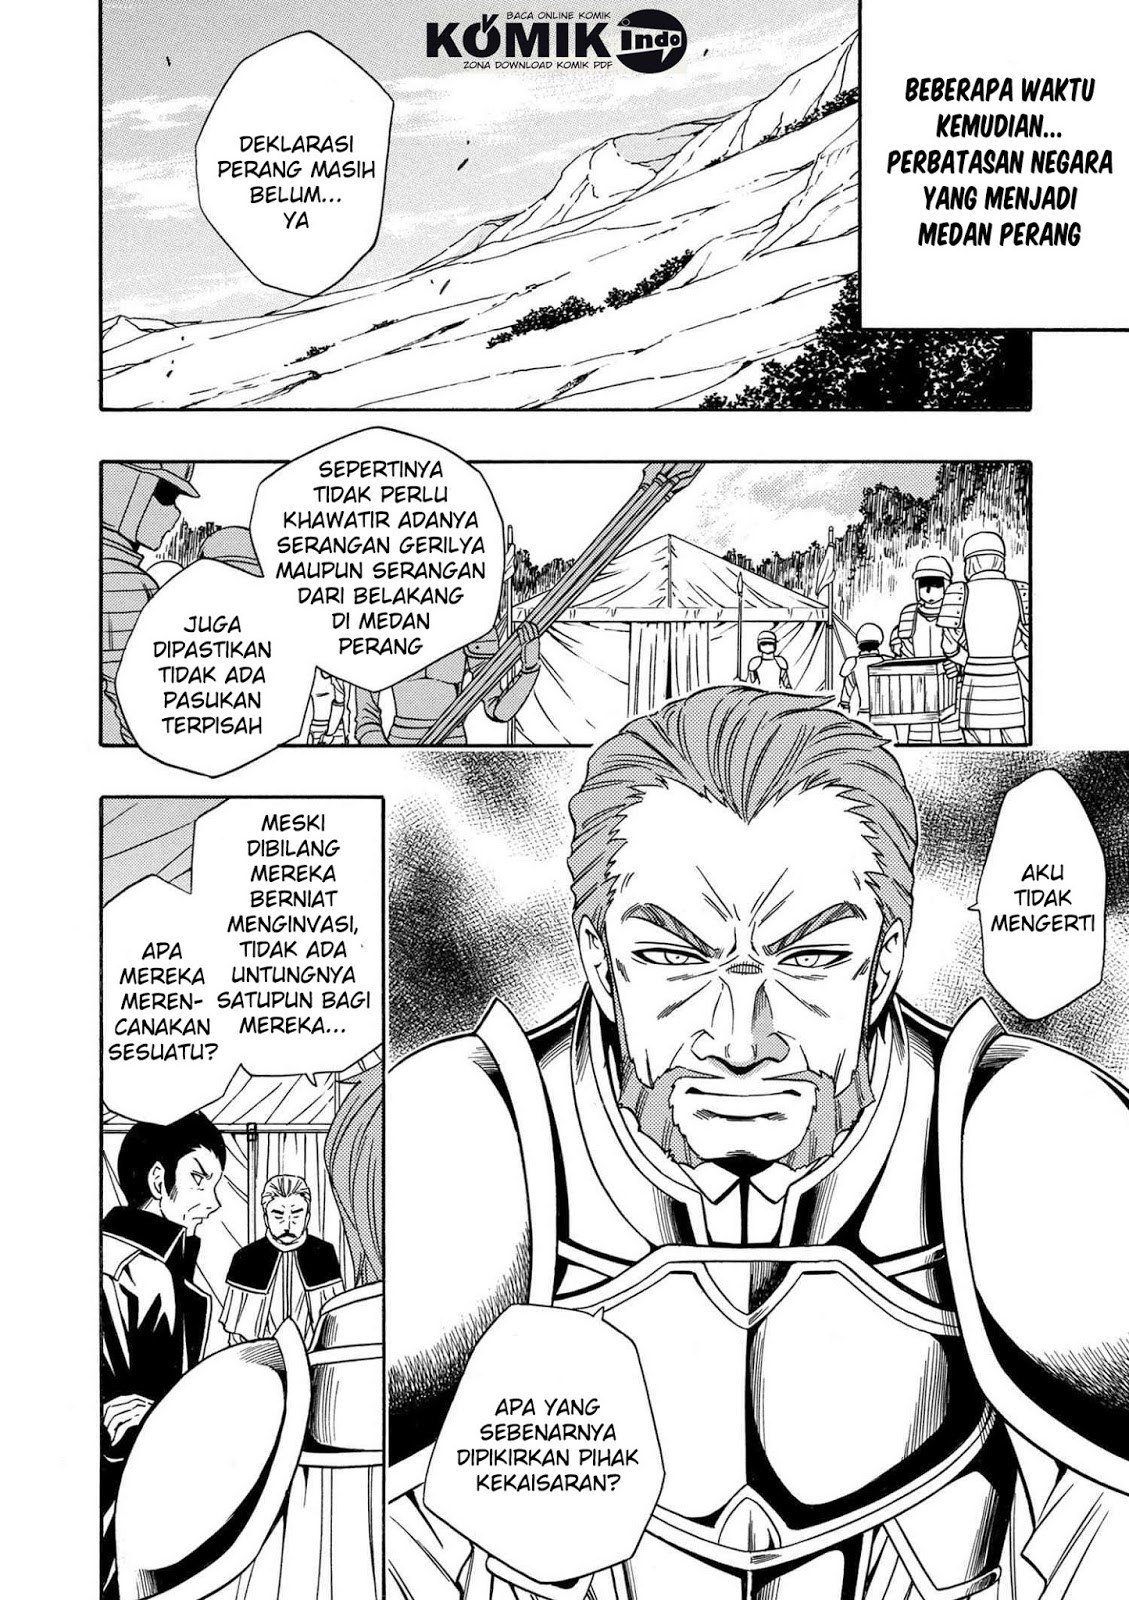 BACA ONLINE KOMIK
KOMIK Indo
ZONA DOWNLOAD KOMIK PDF
BEBERAPA WAKTU
KEMUDIAN...
PERBATASAN NEGARA
YANG MENJADI
MEDAN PERANG
DEKLARASI
PERANG MASIH
BELUM...
YA
SEPERTINYA
TIDAK PERLU
KHAWATIR ADANYA
SERANGAN GERILYA
MAUPUN SERANGAN
DARI BELAKANG
DI MEDAN
PERANG
JUGA
DIPASTIKAN
TIDAK ADA
PASUKAN
TERPISAH
AKU
TIDAK
MENGERTI
APA YANG
SEBENARNYA
DIPIKIRKAN PIHAK
KEKAISARAN?
MESKI
DIBILANG
MEREKA
BERNIAT
MENGINVASI,
TIDAK ADA
UNTUNGNYA
SATUPUN BAGI
MEREKA...
APA
MEREKA
MEREN-
CANAKAN
SESUATU?